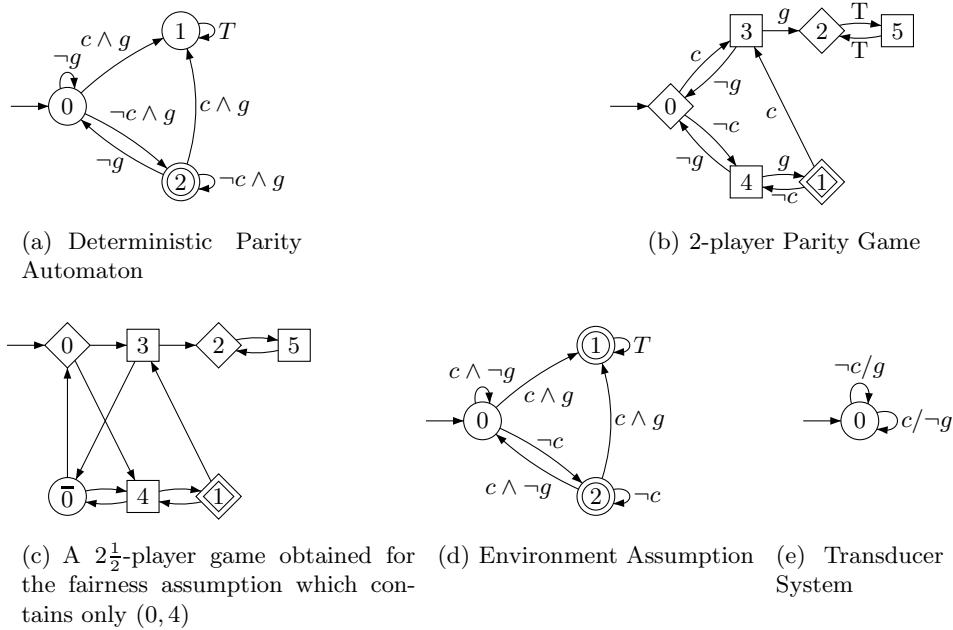 1
T
c ∧ g
¬g
0
¬c ∧ g
c ∧ g
¬g
2
¬c ∧ g
(a) Deterministic Parity
Automaton
3
g
2
T
5
T
c
¬g
0
¬c
c
¬g
4
g
1
¬c
(b) 2-player Parity Game
0
3
2
5
0̅
4
1
(c) A 2½-player game obtained for
the fairness assumption which con-
tains only (0, 4)
1
T
c ∧ ¬g
c ∧ g
0
¬c
c ∧ g
c ∧ ¬g
2
¬c
(d) Environment Assumption
¬c/g
0
c/¬g
(e) Transducer
System